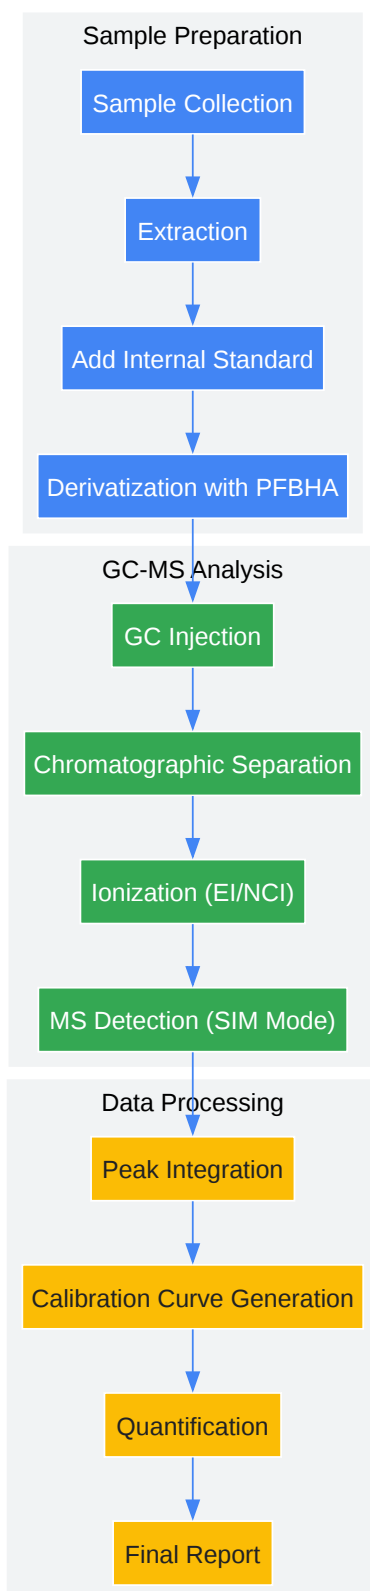 Sample Preparation
Sample Collection
Extraction
Add Internal Standard
Derivatization with PFBHA
GC-MS Analysis
GC Injection
Chromatographic Separation
Ionization (EI/NCI)
MS Detection (SIM Mode)
Data Processing
Peak Integration
Calibration Curve Generation
Quantification
Final Report